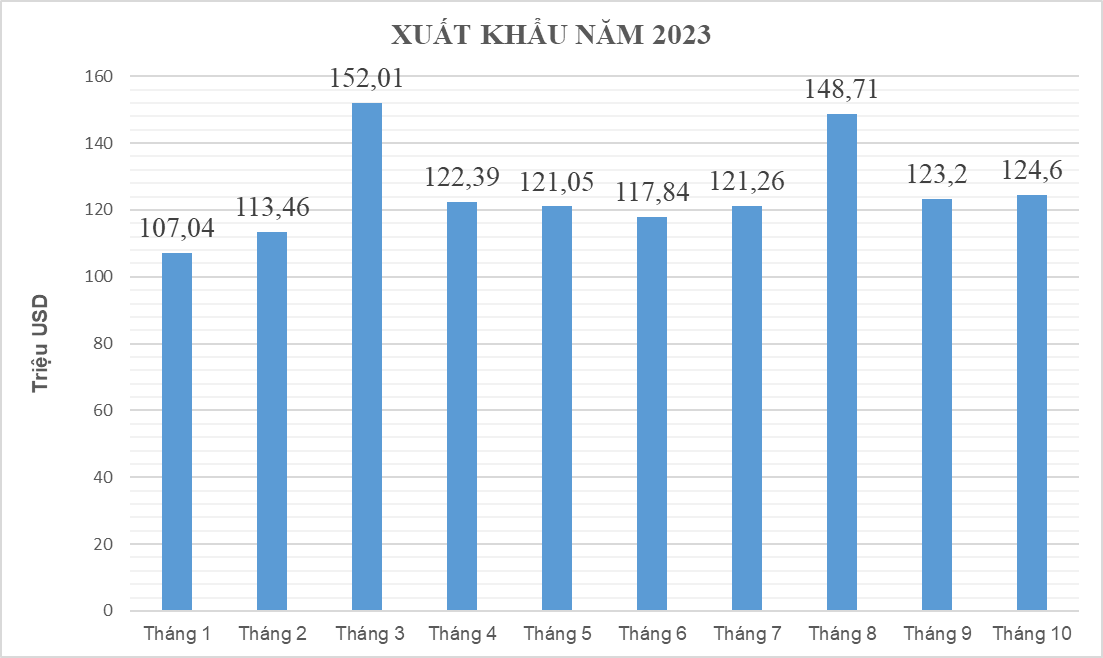 XUẤT KHẨU NĂM 2023
Triệu USD
160
140
120
100
80
60
40
20
0
107,04
113,46
152,01
122,39
121,05
117,84
121,26
148,71
123,2
124,6
Tháng 1
Tháng 2
Tháng 3
Tháng 4
Tháng 5
Tháng 6
Tháng 7
Tháng 8
Tháng 9
Tháng 10